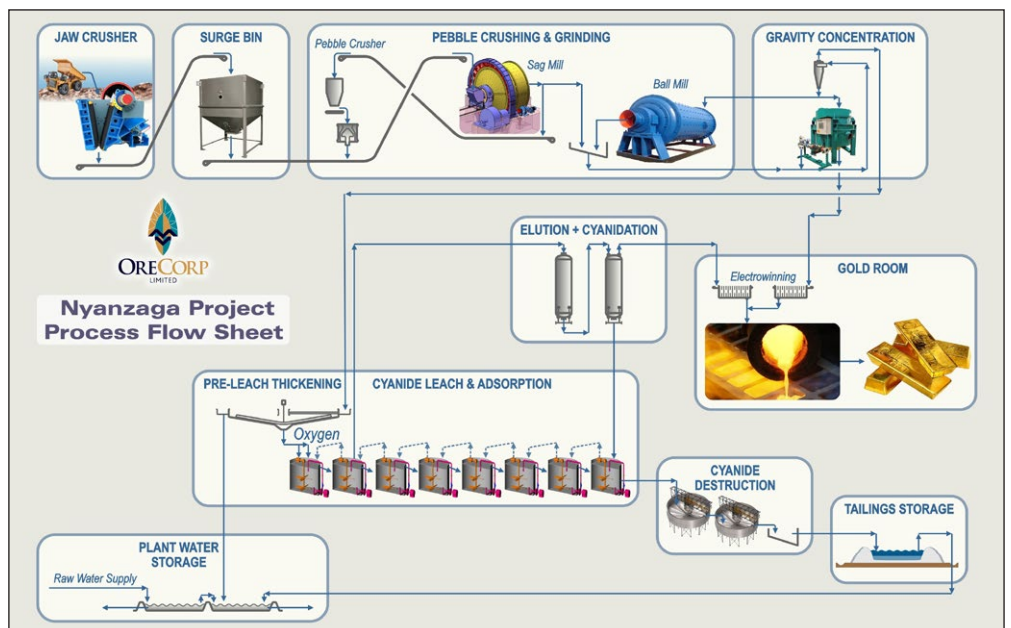 JAW CRUSHER
SURGE BIN
PEBBLE CRUSHING & GRINDING
GRAVITY CONCENTRATION
Pebble Crusher
Sag Mill
Ball Mill
ORECORP
LIMITED
Nyanzaga Project
Process Flow Sheet
ELUTION + CYANIDATION
GOLD ROOM
Electrowinning
PRE-LEACH THICKENING
CYANIDE LEACH & ADSORPTION
Oxygen
CYANIDE
DESTRUCTION
TAILINGS STORAGE
PLANT WATER
STORAGE
Raw Water Supply